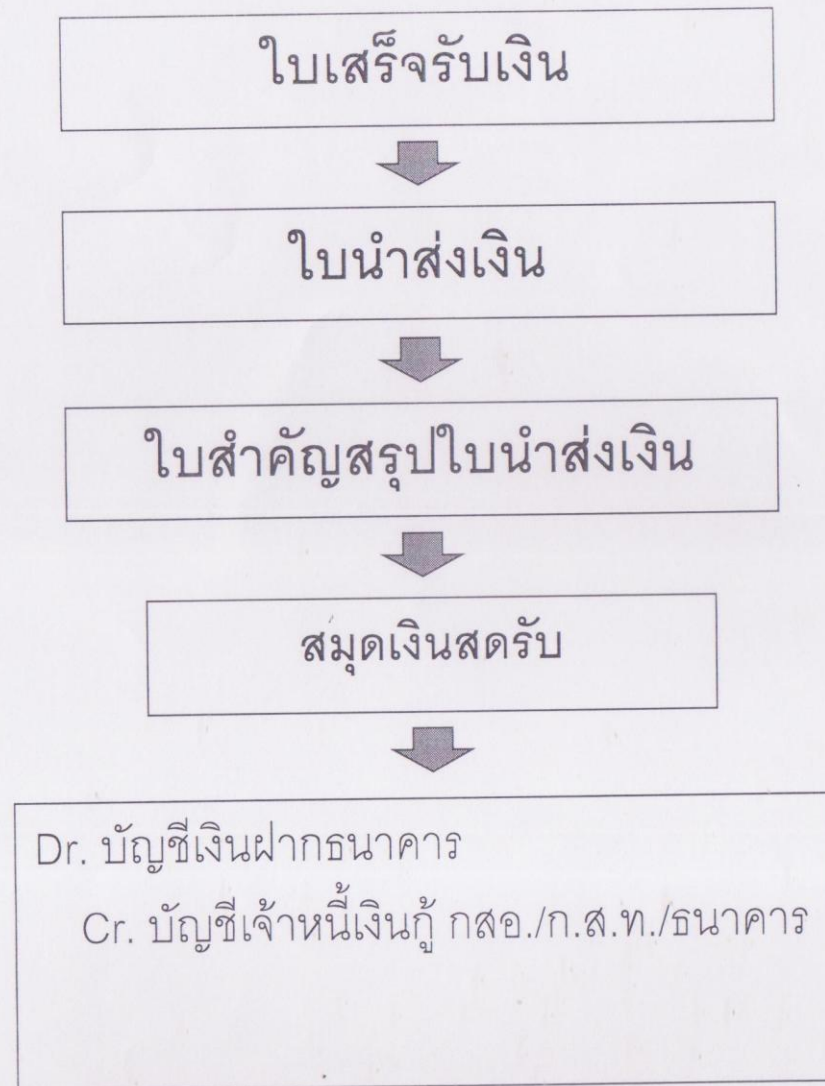 ใบเสร็จรับเงิน
ใบนำส่งเงิน
ใบสำคัญสรุปใบนำส่งเงิน
สมุดเงินสดรับ
Dr. บัญชีเงินฝากธนาคาร
Cr. บัญชีเจ้าหนี้เงินกู้ กสอ./ก.ส.ท./ธนาคาร